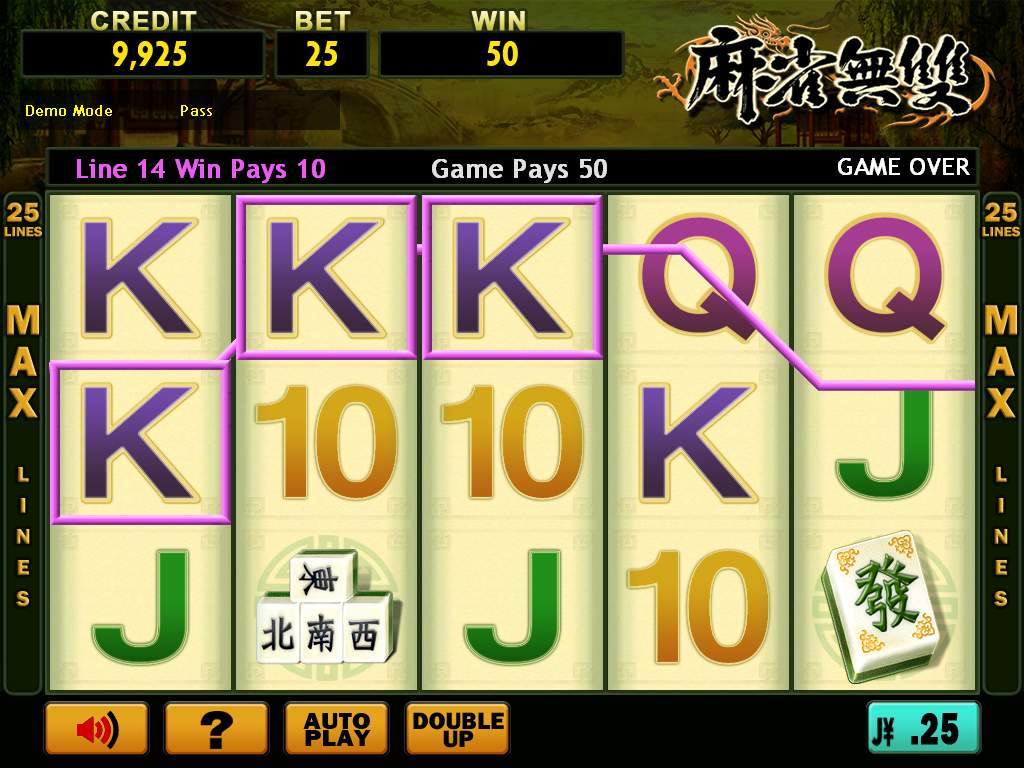 CREDIT BET WIN
9,925 25 50
麻雀無雙
Demo Mode Pass
Line 14 Win Pays 10 Game Pays 50 GAME OVER
25 LINES
MAX LINES
25 LINES
MAX LINES
K K K Q Q
K 10 10 K J
J 東 J 10 發
北 南 西
? AUTO PLAY DOUBLE UP J¥ .25